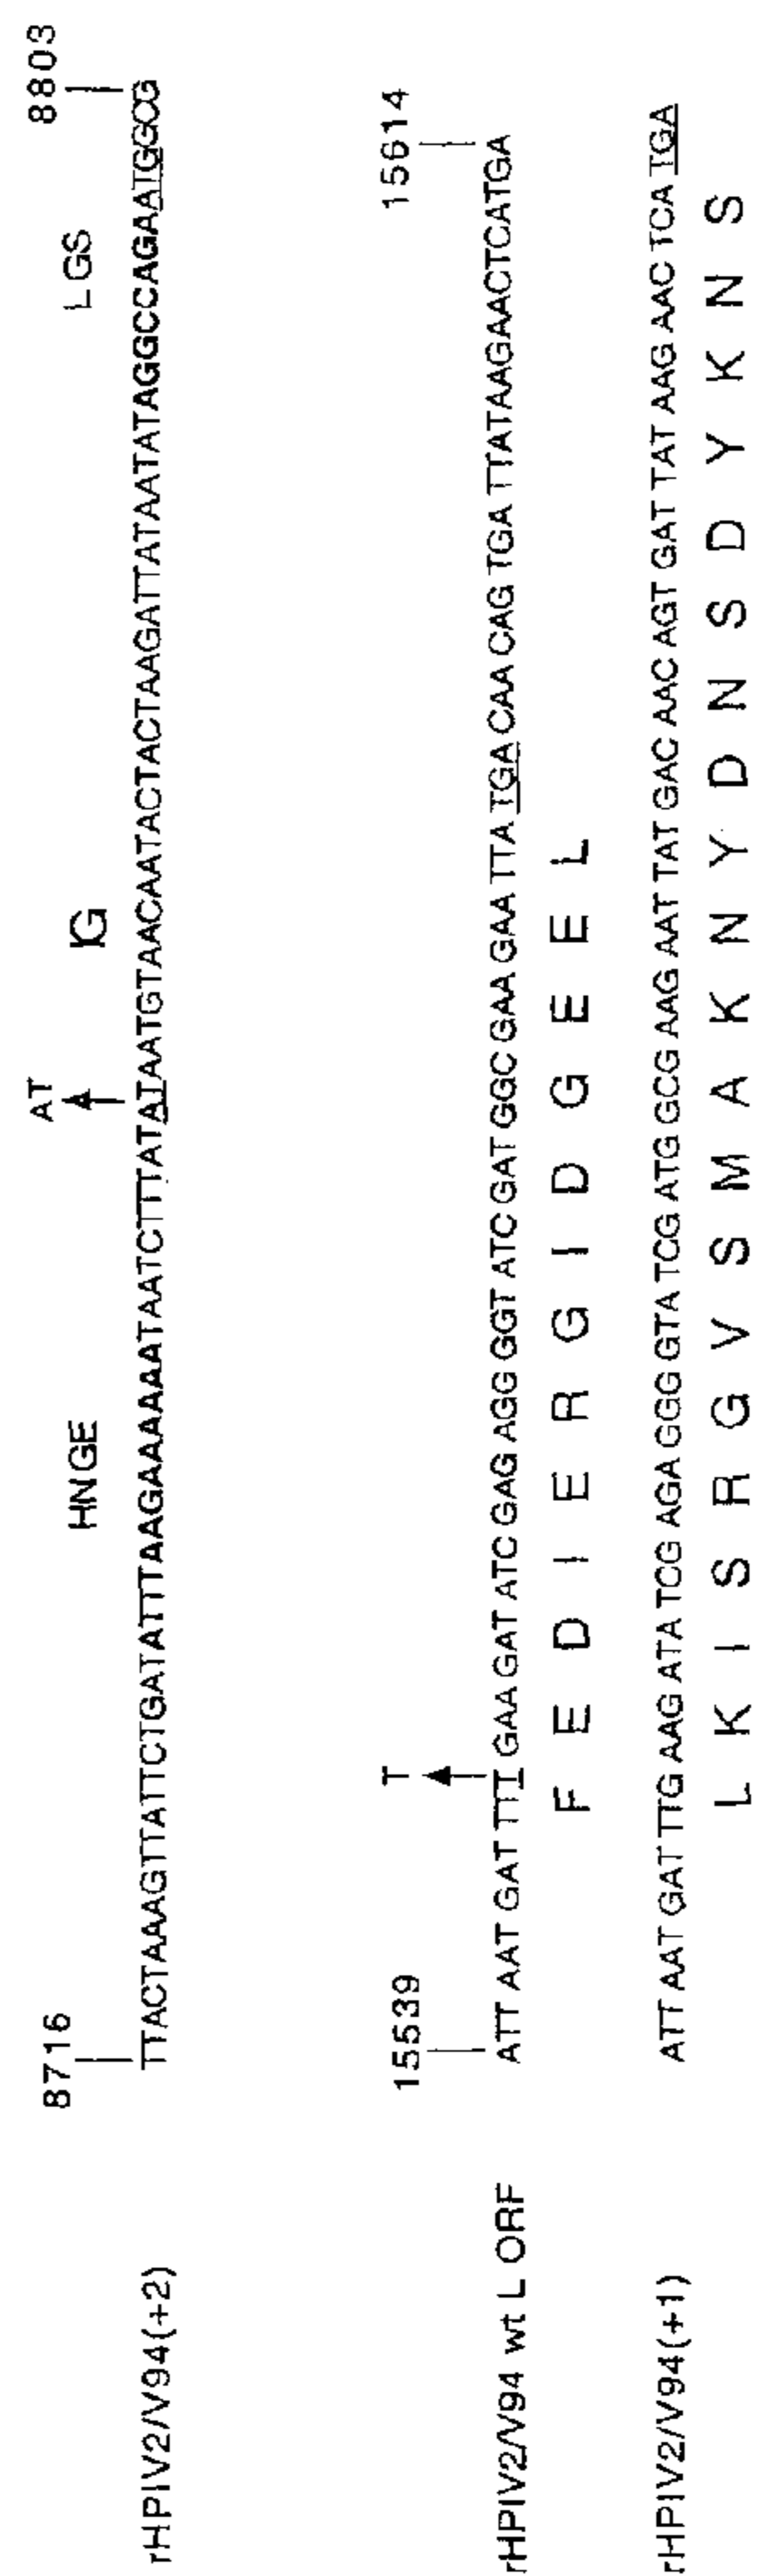 8716 AT 8803
HNGE IG LGS
rHPIV2/V94(+2) TTACTAAAGTTATTCTGATATTTAAGAAAAAATAATCTTTATATAATGTAACAATACTACTAAGATTATAATATAGGCCAGAATGGCG
15539 T 15614
rHPIV2/V94 wt L ORF ATT AAT GAT TTT GAA GAT ATC GAG AGG GGT ATC GAT GGC GAA GAA TTA TGA CAA CAG TGA TTATAAGAACTCATGA
F E D I E R G I D G E E L
rHPIV2/V94(+1) ATT AAT GAT TTG AAG ATA TCG AGA GGG GTA TCG ATG GCG AAG AAT TAT GAC AAC AGT GAT TAT AAG AAC TCA TGA
L K I S R G V S M A K N Y D N S D Y K N S